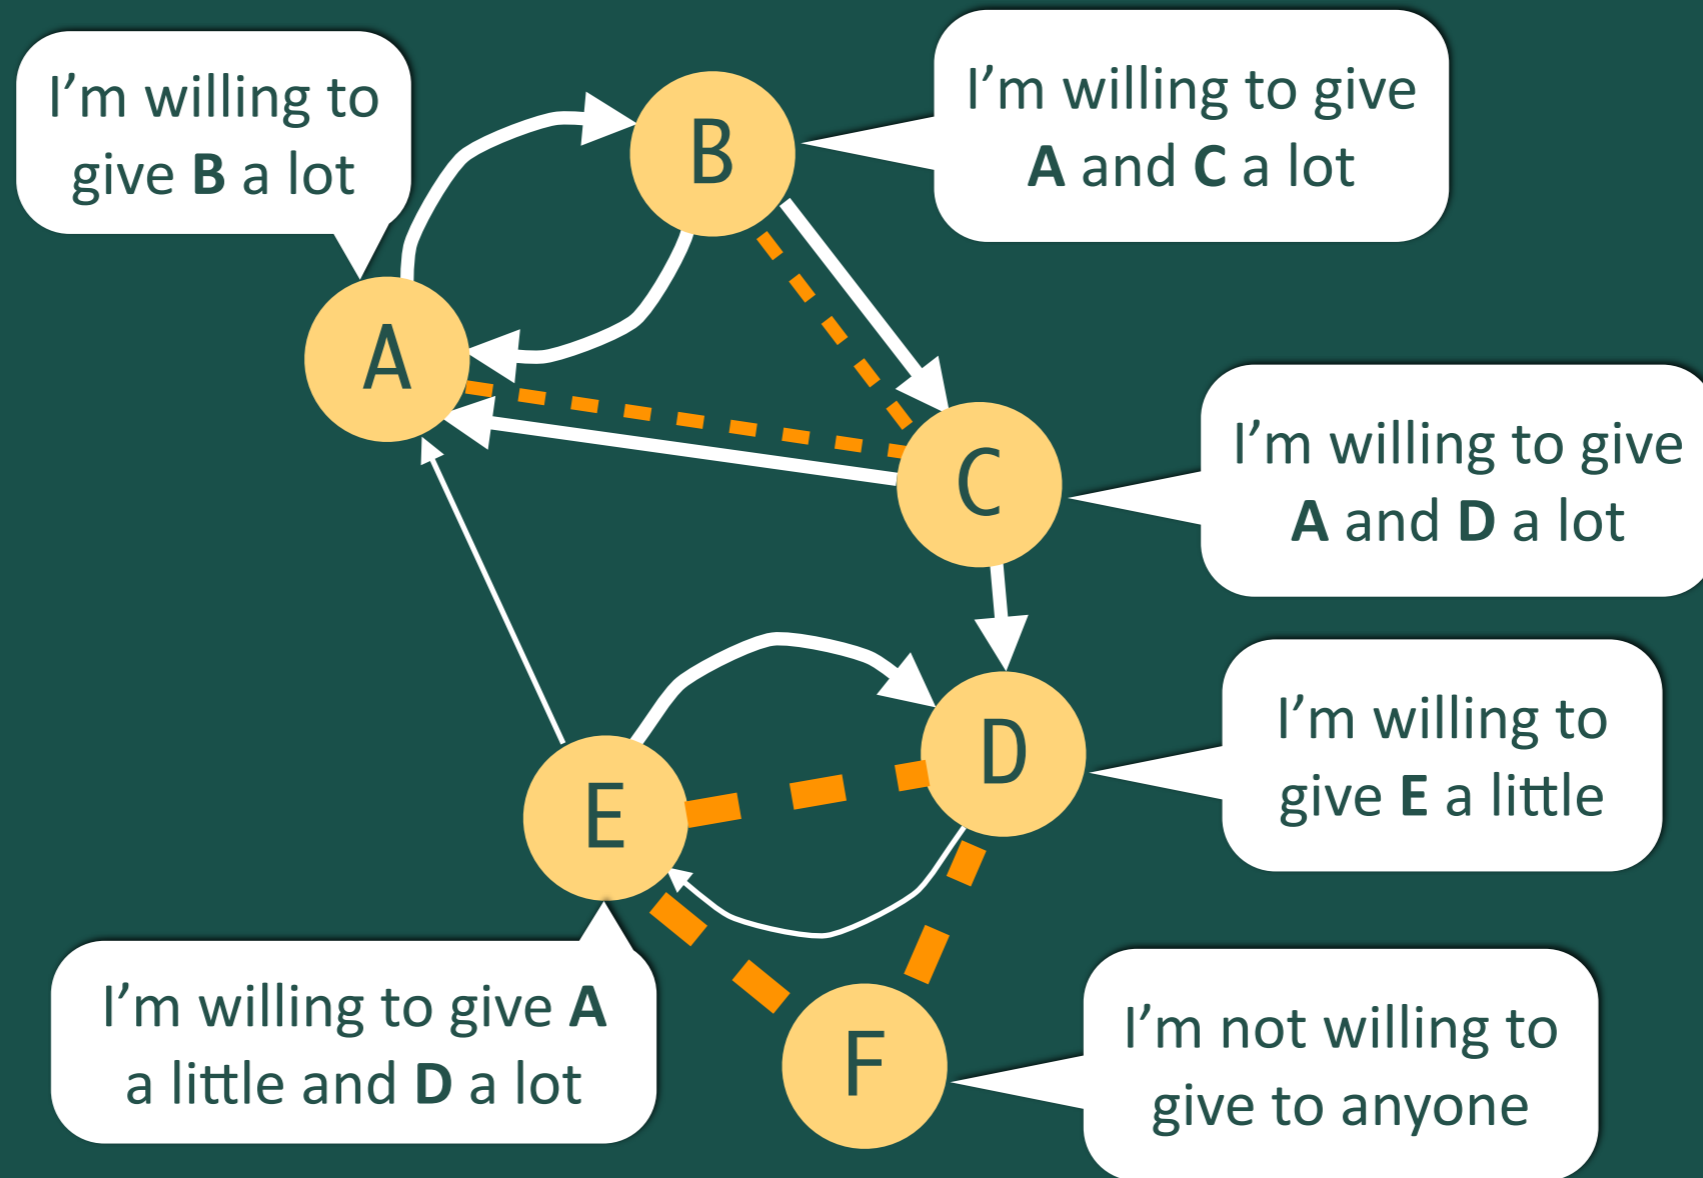 I’m willing to
give B a lot
B
I’m willing to give
A and C a lot
A
C
I’m willing to give
A and D a lot
D
I’m willing to
give E a little
E
I’m willing to give A
a little and D a lot
F
I’m not willing to
give to anyone